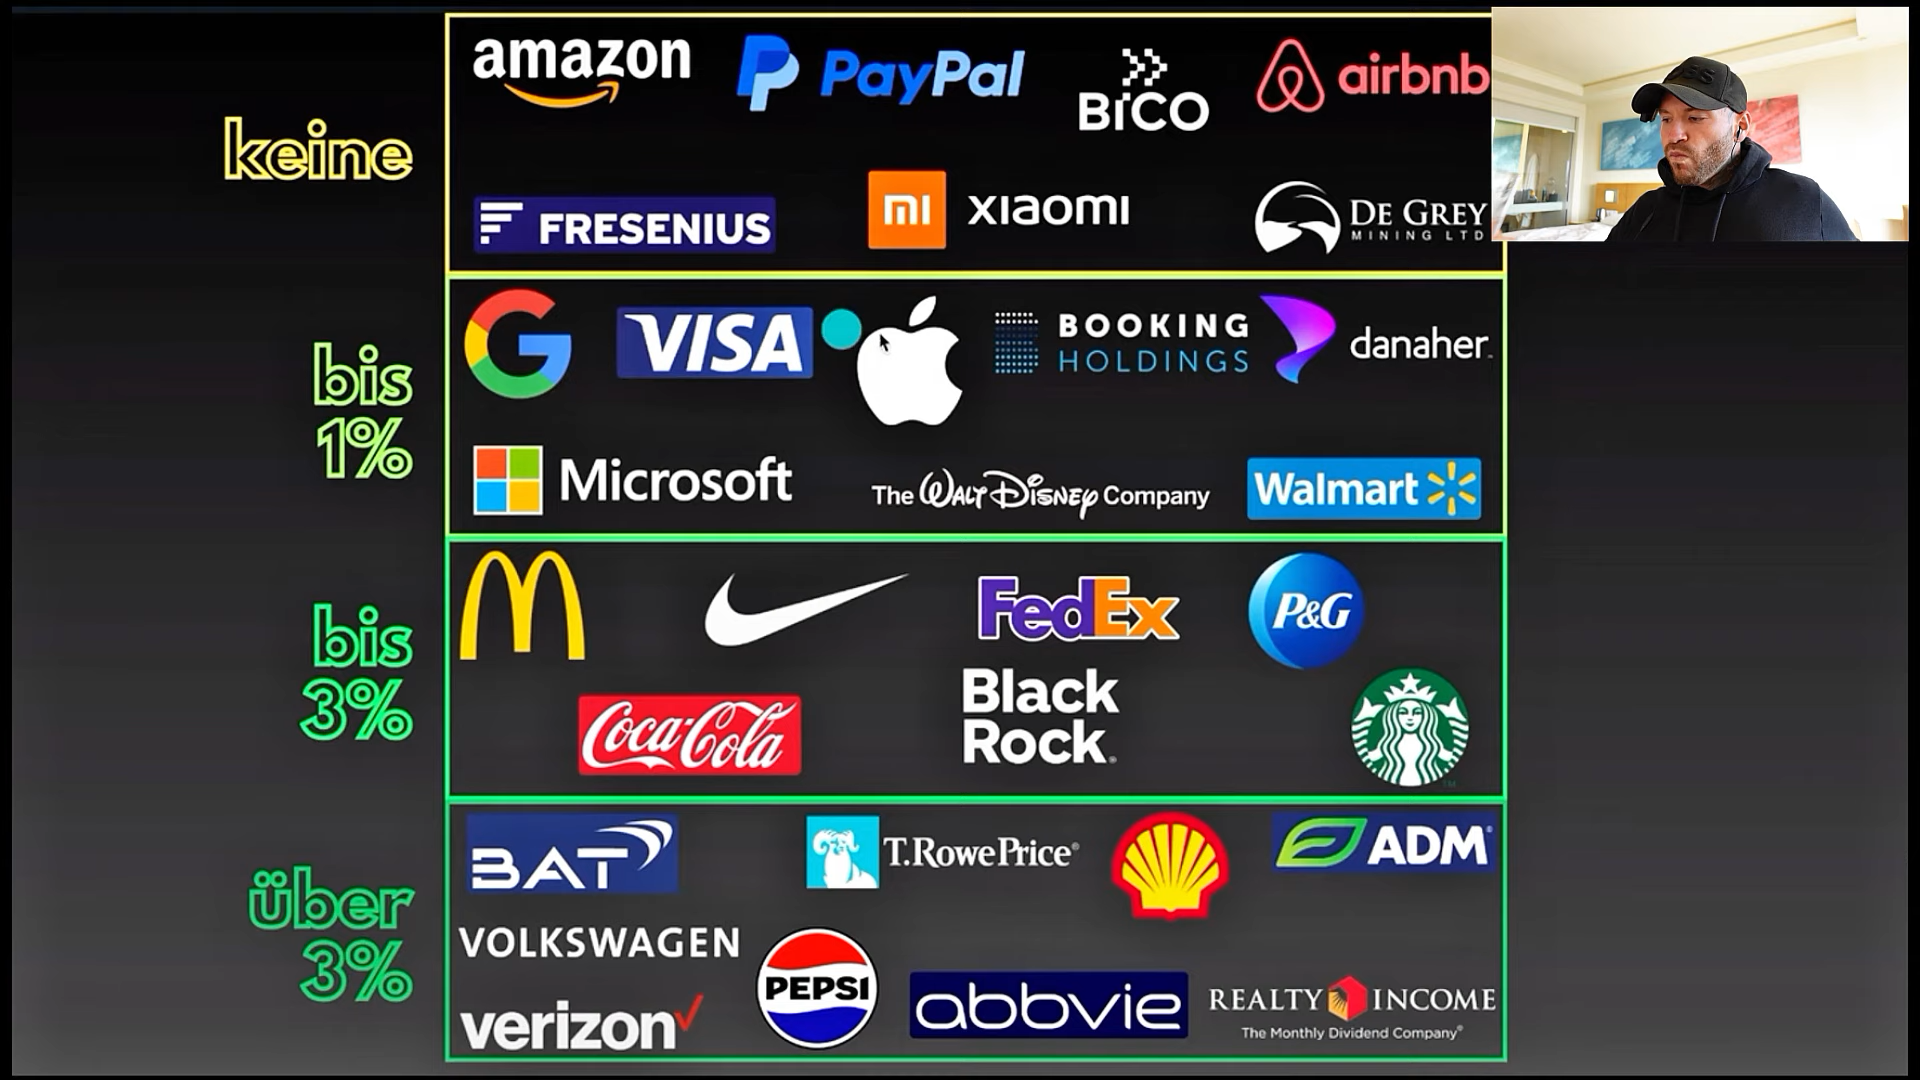 keine
amazon
PayPal
BICO
airbnb
FRESENIUS
mi
xiaomi
DE GREY
MINING LTD
bis
1%
G
VISA
BOOKING
HOLDINGS
danaher.
Microsoft
The WALT DISNEY Company
Walmart
bis
3%
M
FedEx
P&G
Coca-Cola
Black
Rock®
über
3%
BAT
T.RowePrice®
ADM®
VOLKSWAGEN
verizon
PEPSI
abbvie
REALTY INCOME
The Monthly Dividend Company®